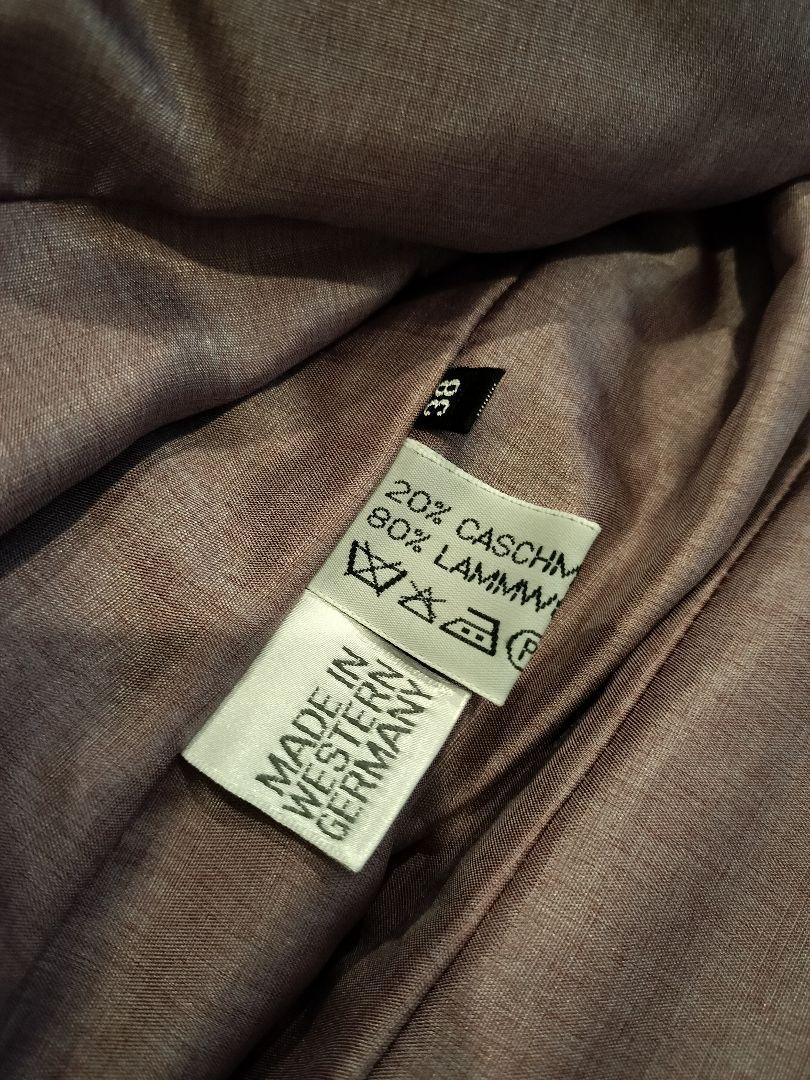 38
20% CASCHM
80% LAMMW
P
MADE IN
WESTERN
GERMANY